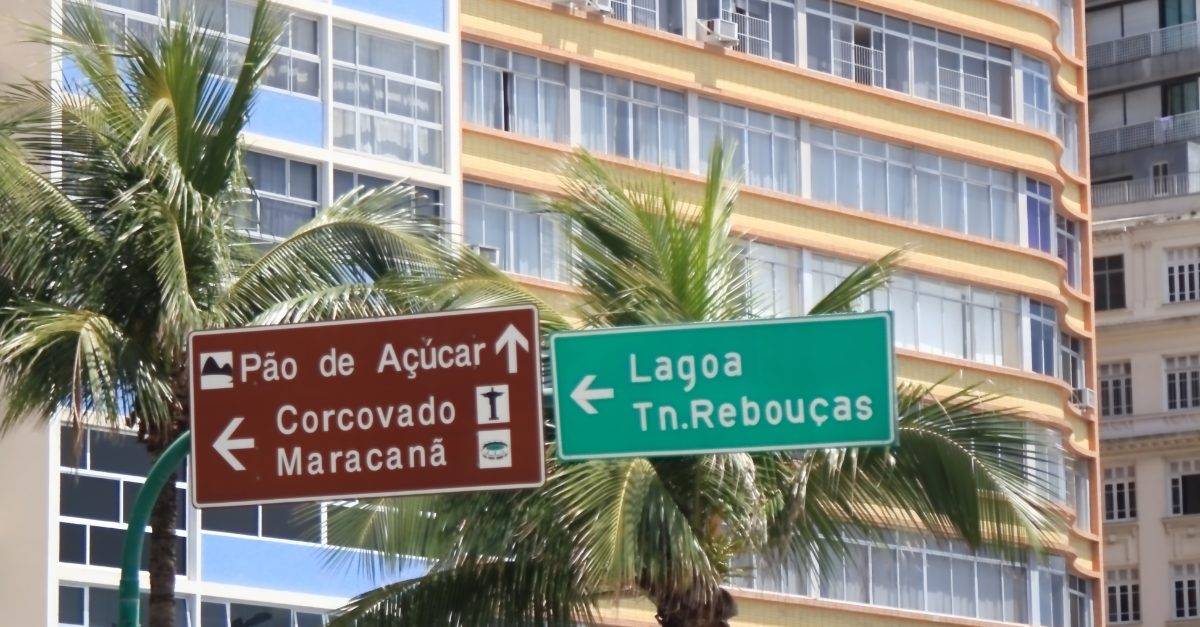 Pão de Açúcar
Corcovado
Maracanã
Lagoa
Tn.Rebouças